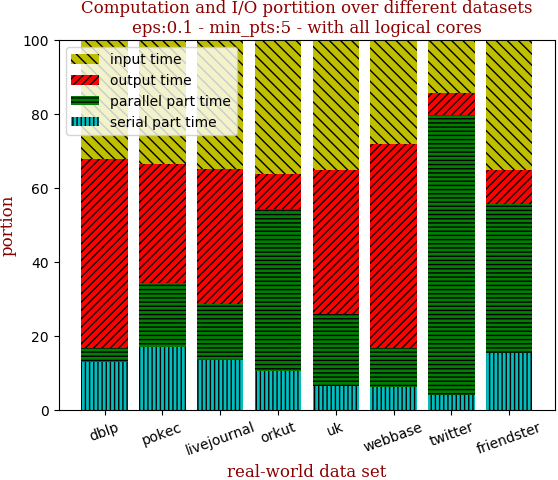 Computation and I/O portition over different datasets
eps:0.1 - min_pts:5 - with all logical cores
100
80
60
40
20
0
portion
input time
output time
parallel part time
serial part time
dblp
pokec
livejournal
orkut
uk
webbase
twitter
friendster
real-world data set